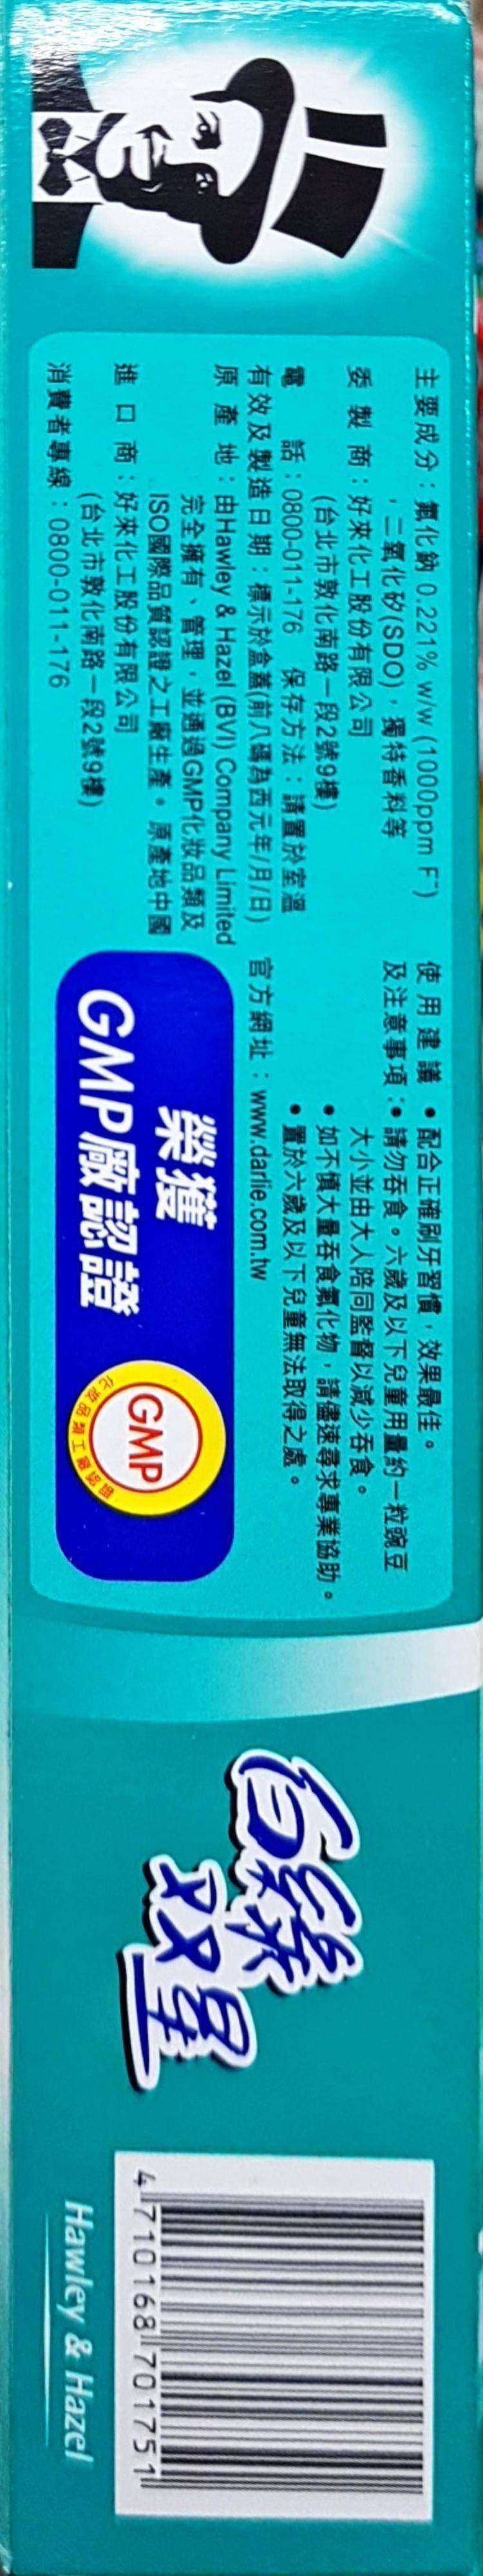 主要成分：氟化鈉 0.221% w/w (1000ppm F⁻)
，二氧化矽(SDO)，獨特香料等
委製商：好來化工股份有限公司
(台北市敦化南路一段2號9樓)
電　話：0800-011-176　保存方法：請置於室溫
有效及製造日期：標示於盒蓋(前八碼為西元年/月/日)
原產地：由Hawley & Hazel (BVI) Company Limited
完全擁有、管理，並通過GMP化妝品類及
ISO國際品質認證之工廠生產。原產地中國
進口商：好來化工股份有限公司
(台北市敦化南路一段2號9樓)
消費者專線：0800-011-176
使用建議 • 配合正確刷牙習慣，效果最佳。
及注意事項：• 請勿吞食。六歲及以下兒童用量約一粒豌豆
大小並由大人陪同監督以減少吞食。
• 如不慎大量吞食氟化物，請儘速尋求專業協助。
• 置於六歲及以下兒童無法取得之處。
官方網址：www.darlie.com.tw
榮獲
GMP廠認證
GMP
白綠
双星
4 710168 701751
Hawley & Hazel